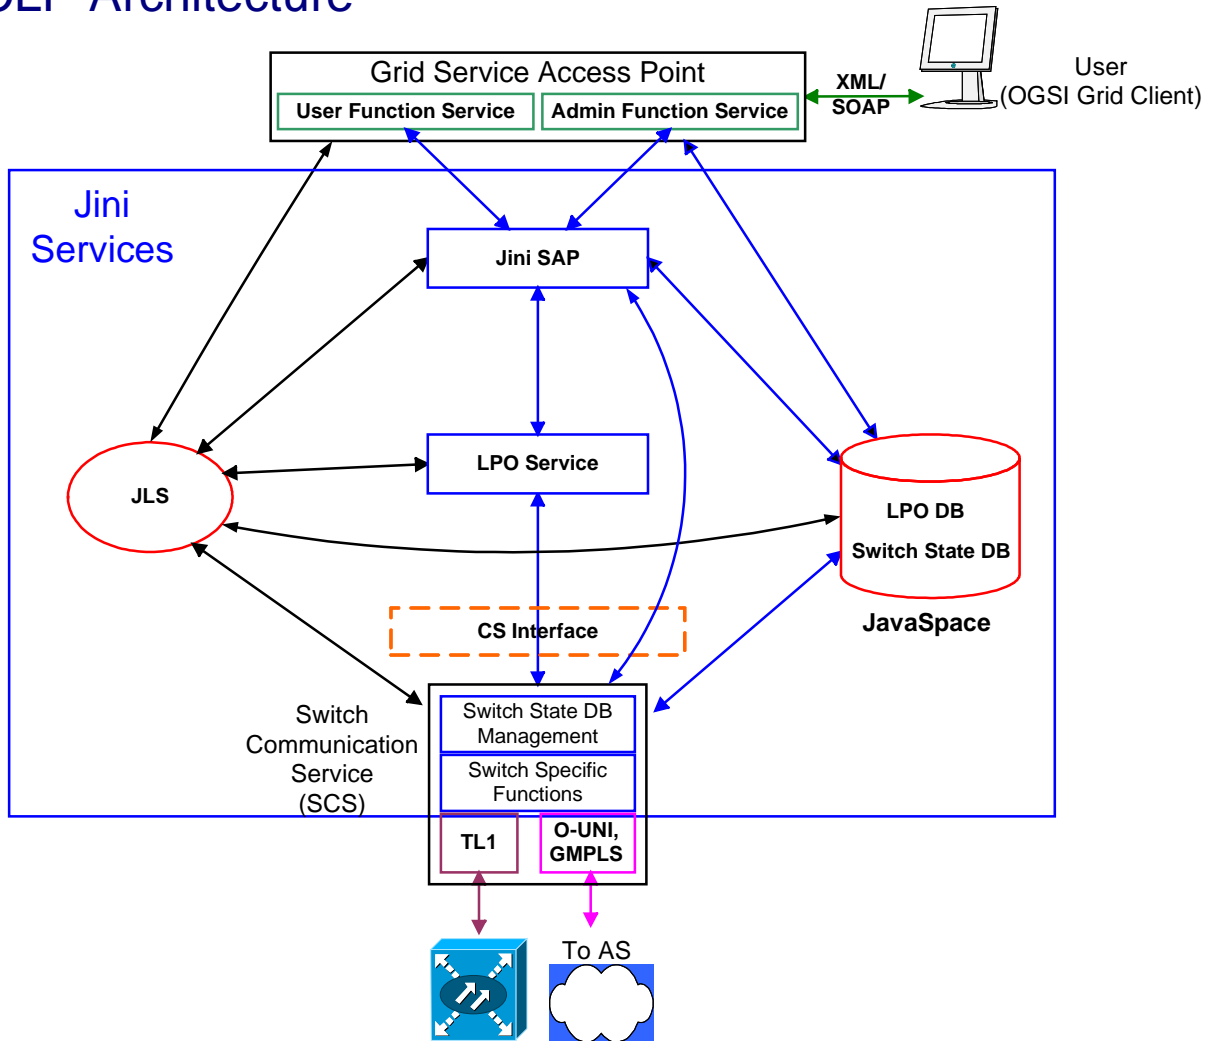 Architecture
Grid Service Access Point
User Function Service
Admin Function Service
XML/
SOAP
User
(OGSI Grid Client)
Jini
Services
Jini SAP
LPO Service
JLS
LPO DB
Switch State DB
JavaSpace
CS Interface
Switch
Communication
Service
(SCS)
Switch State DB
Management
Switch Specific
Functions
TL1
O-UNI,
GMPLS
To AS